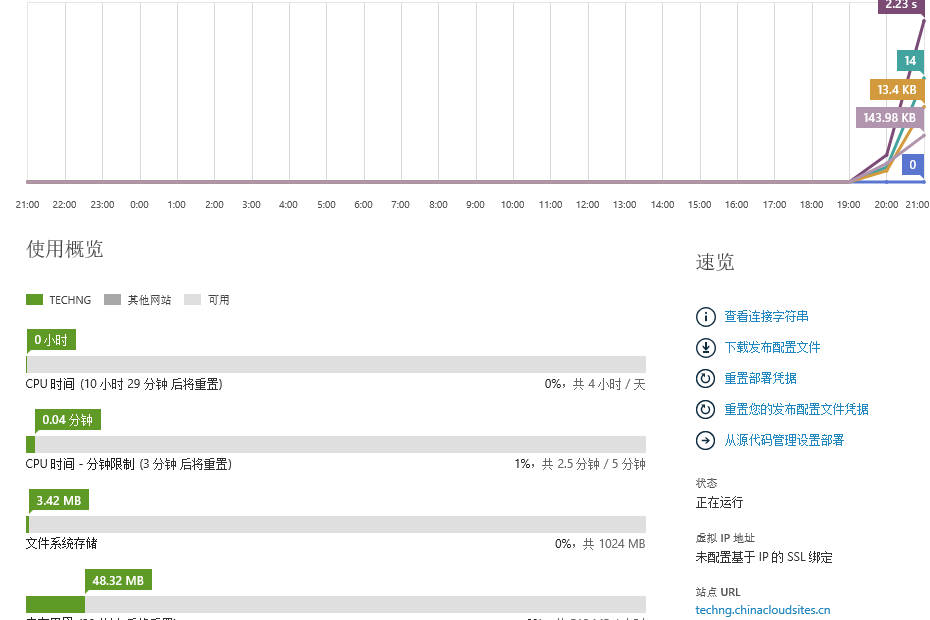 2.23 s
14
13.4 KB
143.98 KB
0
21:00 22:00 23:00 0:00 1:00 2:00 3:00 4:00 5:00 6:00 7:00 8:00 9:00 10:00 11:00 12:00 13:00 14:00 15:00 16:00 17:00 18:00 19:00 20:00 21:00
使用概览
TECHNG 其他网站 可用
0 小时
CPU 时间 (10 小时 29 分钟 后将重置) 0%，共 4 小时 / 天
0.04 分钟
CPU 时间 - 分钟限制 (3 分钟 后将重置) 1%，共 2.5 分钟 / 5 分钟
3.42 MB
文件系统存储 0%，共 1024 MB
48.32 MB
速览
查看连接字符串
下载发布配置文件
重置部署凭据
重置您的发布配置文件凭据
从源代码管理设置部署
状态
正在运行
虚拟 IP 地址
未配置基于 IP 的 SSL 绑定
站点 URL
techng.chinacloudsites.cn